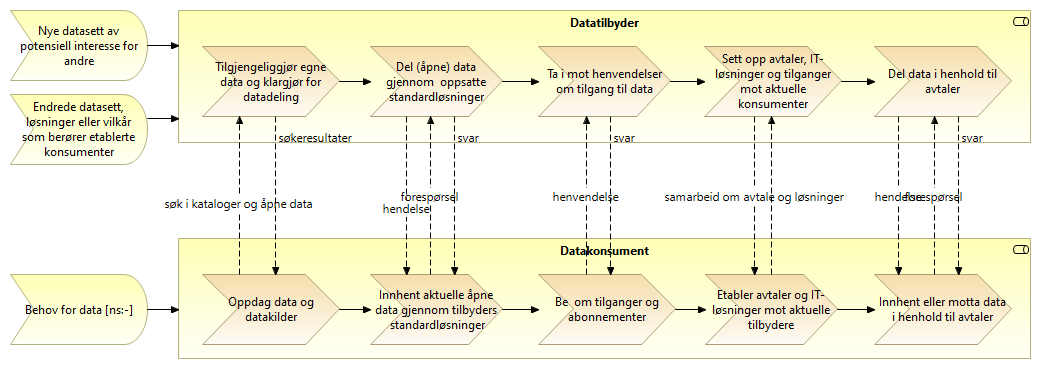 Nye datasett av
potensiell interesse for
andre
Endrede datasett,
løsninger eller vilkår
som berører etablerte
konsumenter
Datatilbyder
Tilgjengeliggjør egne
data og klargjør for
datadeling
Del (åpne) data
gjennom oppsatte
standardløsninger
Ta i mot henvendelser
om tilgang til data
Sett opp avtaler, IT-
løsninger og tilganger
mot aktuelle
konsumenter
Del data i henhold til
avtaler
søkeresultater
svar
svar
svar
søk i kataloger og åpne data
forespørsel
hendelse
henvendelse
samarbeid om avtale og løsninger
hendelse
forespørsel
Datakonsument
Behov for data [ns:-]
Oppdag data og
datakilder
Innhent aktuelle åpne
data gjennom tilbyders
standardløsninger
Be om tilganger og
abonnementer
Etabler avtaler og IT-
løsninger mot aktuelle
tilbydere
Innhent eller motta data
i henhold til avtaler